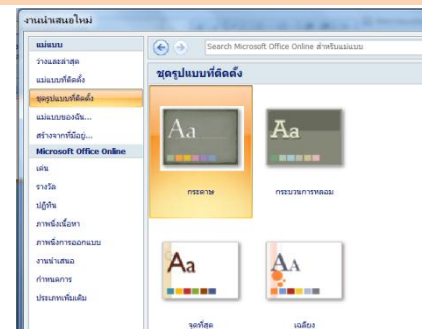 งานนำเสนอใหม่
แม่แบบ
ว่างและล่าสุด
แม่แบบที่ติดตั้ง
ชุดรูปแบบที่ติดตั้ง
แม่แบบของฉัน...
สร้างจากที่มีอยู่...
Microsoft Office Online
เด่น
รางวัล
ปฏิทิน
ภาพนิ่งเนื้อหา
ภาพนิ่งการออกแบบ
งานนำเสนอ
กำหนดการ
ประเภทเพิ่มเติม
Search Microsoft Office Online สำหรับแม่แบบ
ชุดรูปแบบที่ติดตั้ง
Aa
Aa
กระดาษ
กระบวนการหลอม
Aa
AA
จุดที่สุด
เฉลียง